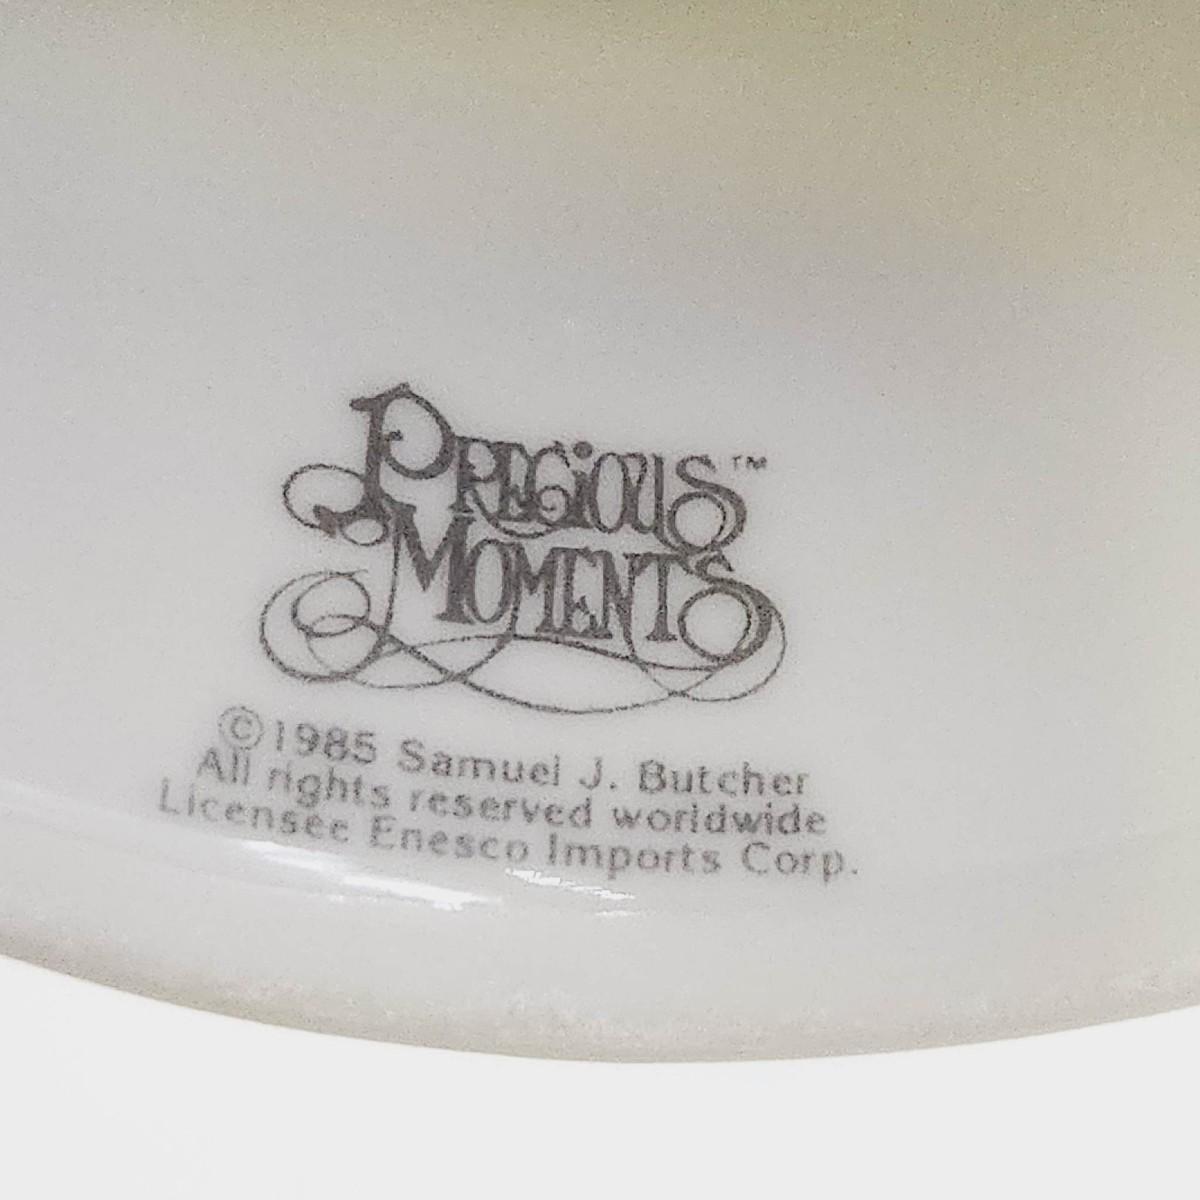 PRECiOUS™
MOMENTS
©1985 Samuel J. Butcher
All rights reserved worldwide
Licensee Enesco Imports Corp.